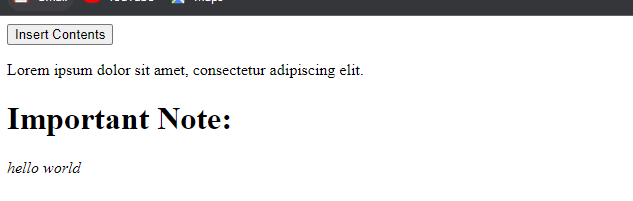 Insert Contents
Lorem ipsum dolor sit amet, consectetur adipiscing elit.
Important Note:
hello world